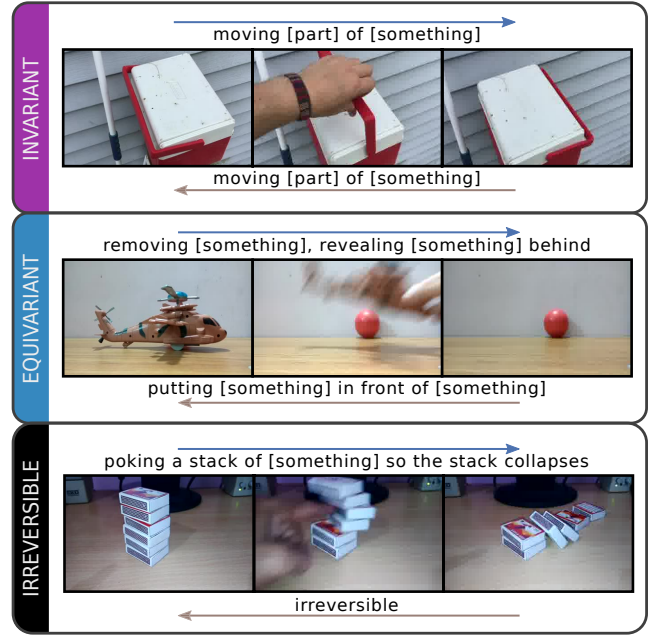 INVARIANT
moving [part] of [something]
moving [part] of [something]
EQUIVARIANT
removing [something], revealing [something] behind
putting [something] in front of [something]
IRREVERSIBLE
poking a stack of [something] so the stack collapses
irreversible